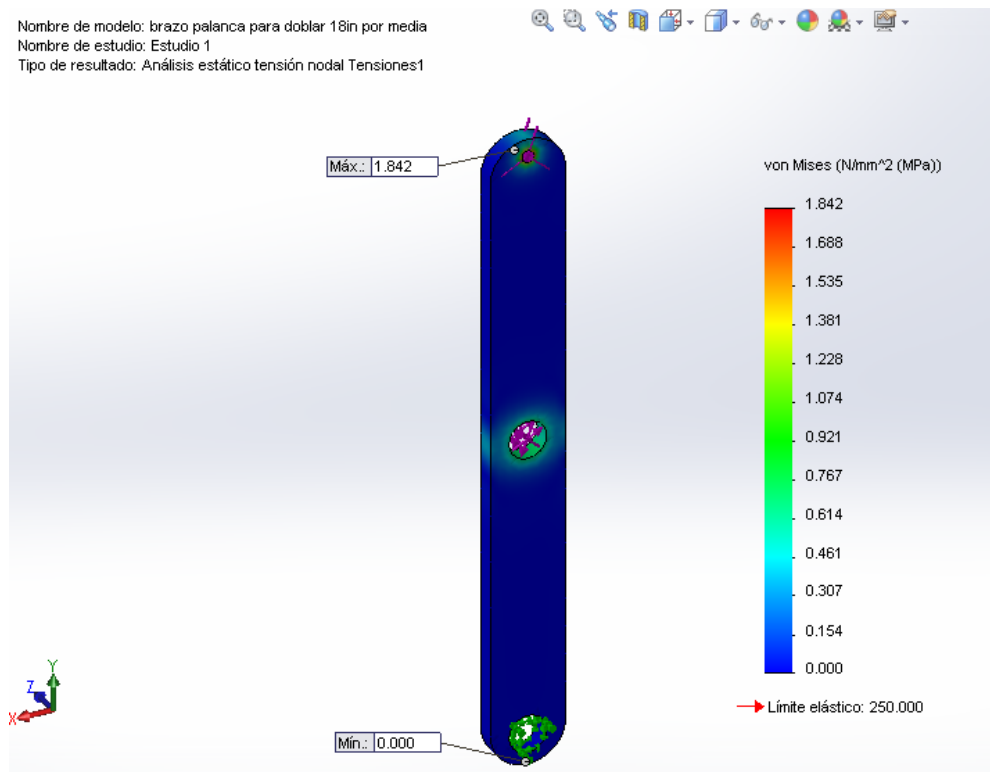 Nombre de modelo: brazo palanca para doblar 18in por media
Nombre de estudio: Estudio 1
Tipo de resultado: Análisis estático tensión nodal Tensiones1
Máx.: 1.842
von Mises (N/mm^2 (MPa))
1.842
1.688
1.535
1.381
1.228
1.074
0.921
0.767
0.614
0.461
0.307
0.154
0.000
Límite elástico: 250.000
Y
Z
X
Mín.: 0.000